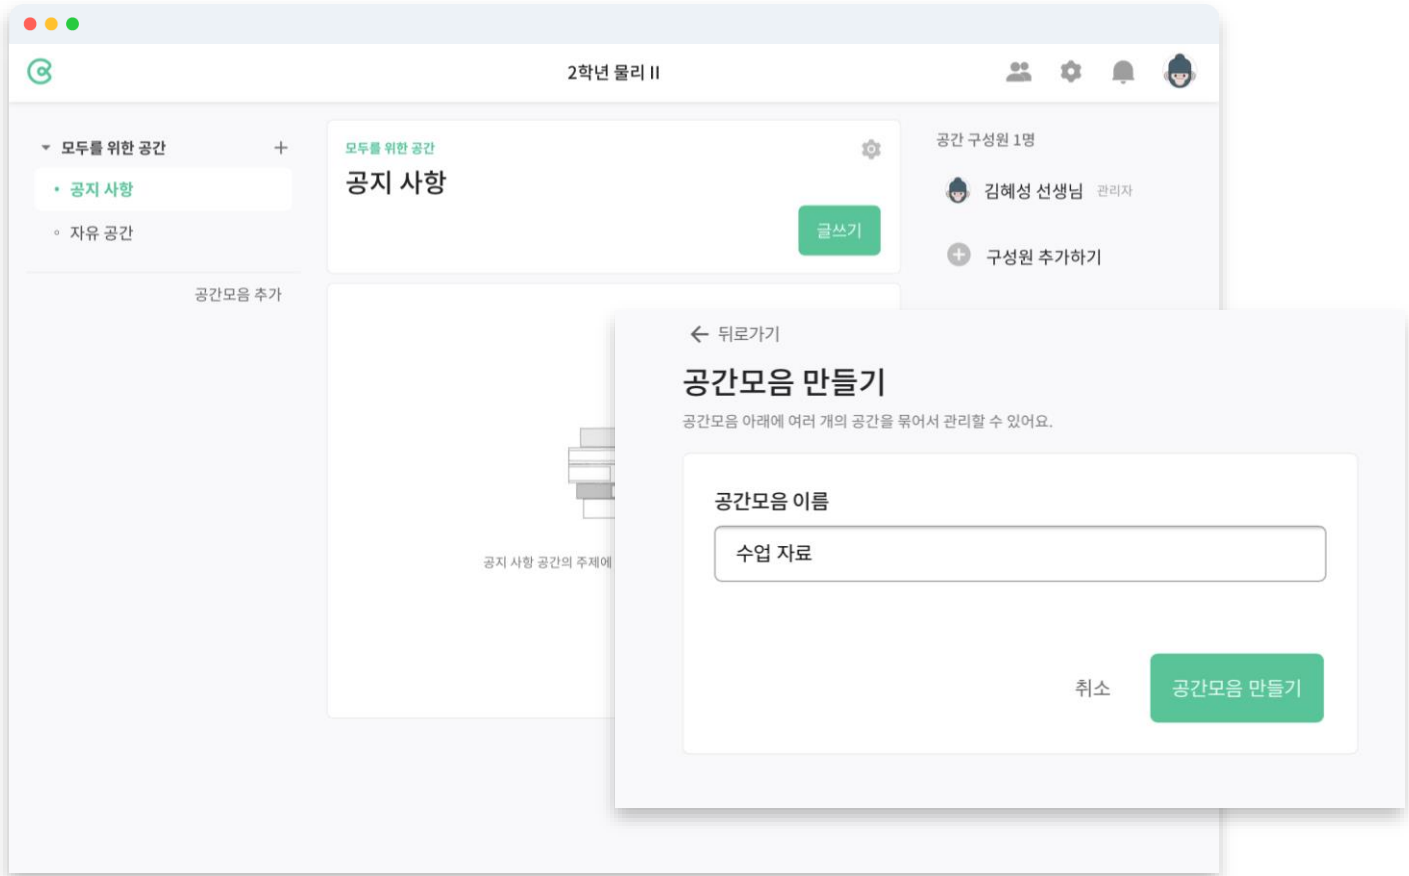 2학년 물리 II
모두를 위한 공간
공지 사항
자유 공간
공간모음 추가
모두를 위한 공간
공지 사항
글쓰기
공지 사항 공간의 주제에
공간 구성원 1명
김혜성 선생님 관리자
구성원 추가하기
뒤로가기
공간모음 만들기
공간모음 아래에 여러 개의 공간을 묶어서 관리할 수 있어요.
공간모음 이름
수업 자료
취소 공간모음 만들기